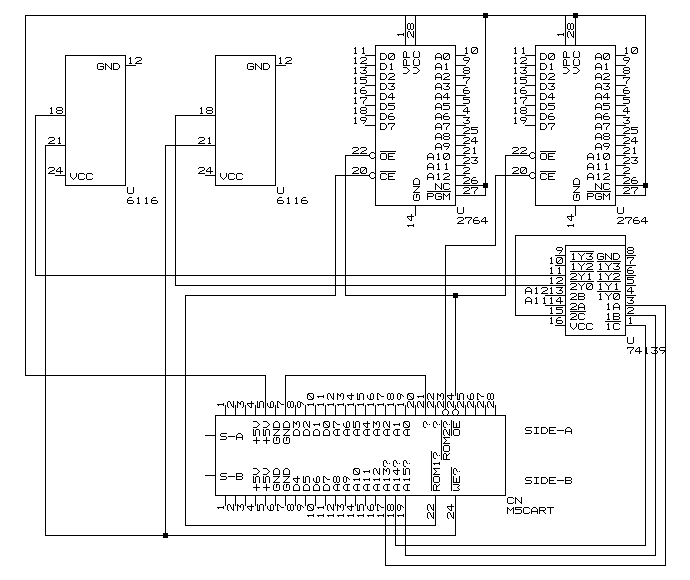 GND 12
18
21
24 VCC
U
6116
GND 12
18
21
24 VCC
U
6116
1 28
VPP VCC
11 D0 A0 10
12 D1 A1 9
13 D2 A2 8
15 D3 A3 7
16 D4 A4 6
17 D5 A5 5
18 D6 A6 4
19 D7 A7 3
A8 25
A9 24
22 OE A10 21
A11 23
20 CE A12 2
NC 26
PGM 27
GND
14
U
2764
1 28
VPP VCC
11 D0 A0 10
12 D1 A1 9
13 D2 A2 8
15 D3 A3 7
16 D4 A4 6
17 D5 A5 5
18 D6 A6 4
19 D7 A7 3
A8 25
A9 24
22 OE A10 21
A11 23
20 CE A12 2
NC 26
PGM 27
GND
14
U
2764
9 1Y3 GND 8
10 1Y2 1Y3 7
11 2Y1 1Y2 6
12 2Y0 1Y1 5
A12 13 2B 1Y0 4
A11 14 2A 1A 3
15 2C 1B 2
16 VCC 1C 1
U
74139
1 2 3 4 5 6 7 8 9 10 11 12 13 14 15 16 17 18 19 20 21 22 23 24 25 26 27 28
+5V +5V GND GND D3 D2 D1 D0 A7 A6 A5 A4 A3 A2 A1 A0 ? ? ROM2? OE
S-A
SIDE-A
S-B
+5V +5V GND GND D4 D5 D6 D7 A8 A9 A10 A11 A12 A13? A14? A15? ROM1? WE?
SIDE-B
1 2 3 4 5 6 7 8 9 10 11 12 13 14 15 16 17 18 19 22 24
CN
M5CART